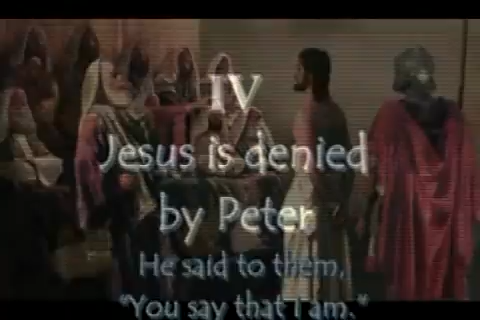 IV
Jesus is denied
by Peter
He said to them,
"You say that I am."